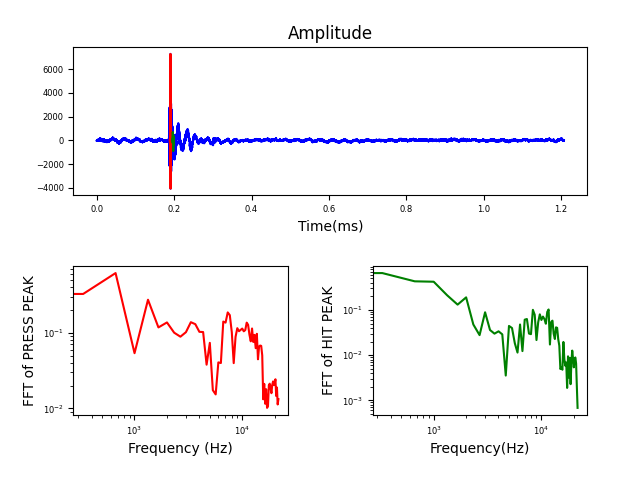 Amplitude
6000
4000
2000
0
−2000
−4000
0.0 0.2 0.4 0.6 0.8 1.0 1.2
Time(ms)
FFT of PRESS PEAK
10⁻¹
10⁻²
10³ 10⁴
Frequency (Hz)
FFT of HIT PEAK
10⁻¹
10⁻²
10⁻³
10³ 10⁴
Frequency(Hz)